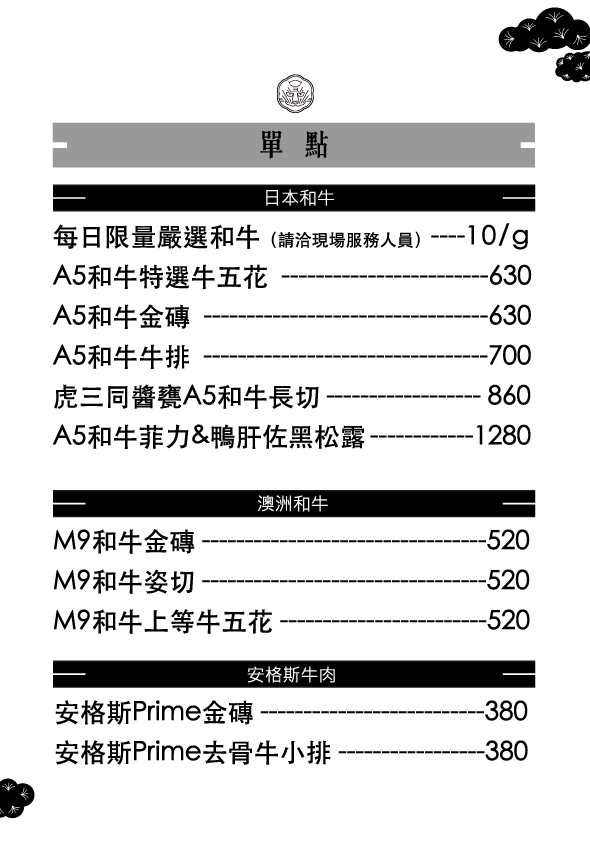 單 點
日本和牛
每日限量嚴選和牛（請洽現場服務人員）----10/g
A5和牛特選牛五花 ------------------------630
A5和牛金磚 ---------------------------------630
A5和牛牛排 ---------------------------------700
虎三同醬甕A5和牛長切 ------------------ 860
A5和牛菲力&鴨肝佐黑松露 ------------1280
澳洲和牛
M9和牛金磚 ---------------------------------520
M9和牛姿切 ---------------------------------520
M9和牛上等牛五花 ------------------------520
安格斯牛肉
安格斯Prime金磚 --------------------------380
安格斯Prime去骨牛小排 -----------------380